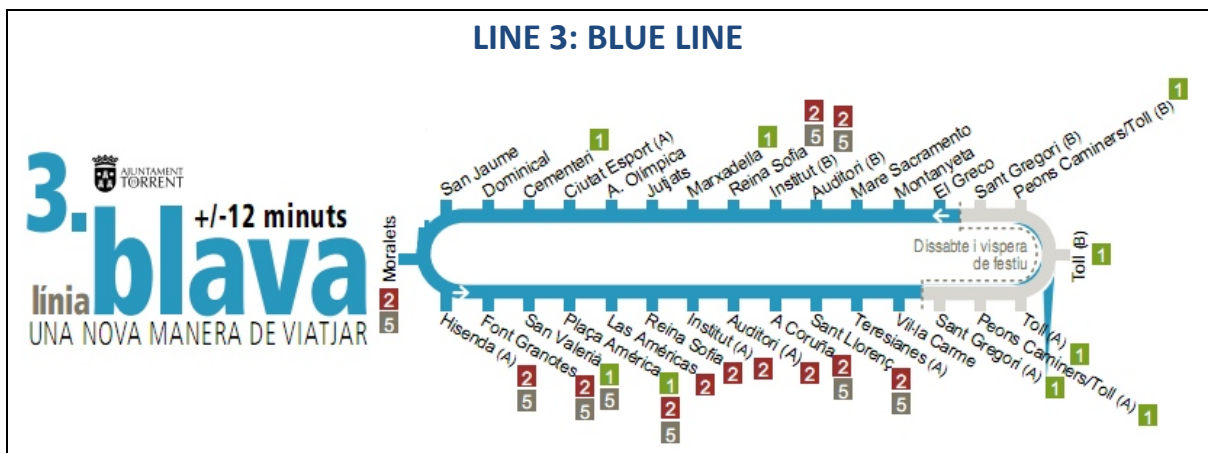 LINE 3: BLUE LINE
3.
AJUNTAMENT
TORRENT
+/-12 minuts
línia blava
UNA NOVA MANERA DE VIATJAR
Moralets
2
5
San Jaume
Dominical
Cementeri 1
Ciutat Esport (A)
A. Olímpica
Jutjats
Marxadella 1
Reina Sofia 2 5
Institut (B) 2 5
Auditori (B)
Mare Sacramento
Montanyeta
El Greco
Sant Gregori (B)
Peons Caminers/Toll (B) 1
Dissabte i vispera
de festiu
Toll (B) 1
Hisenda (A) 2 5
Font Granotes 2 5
San Valerià 1 5
Plaça América 1 2 5
Las Américas 2
Reina Sofia 2
Institut (A) 2
Auditori (A) 2
A Coruña 2 5
Sant Llorenç 2 5
Teresianes (A)
Vil·la Carme
Sant Gregori (A) 1
Peons Caminers/Toll (A) 1
Toll(A) 1